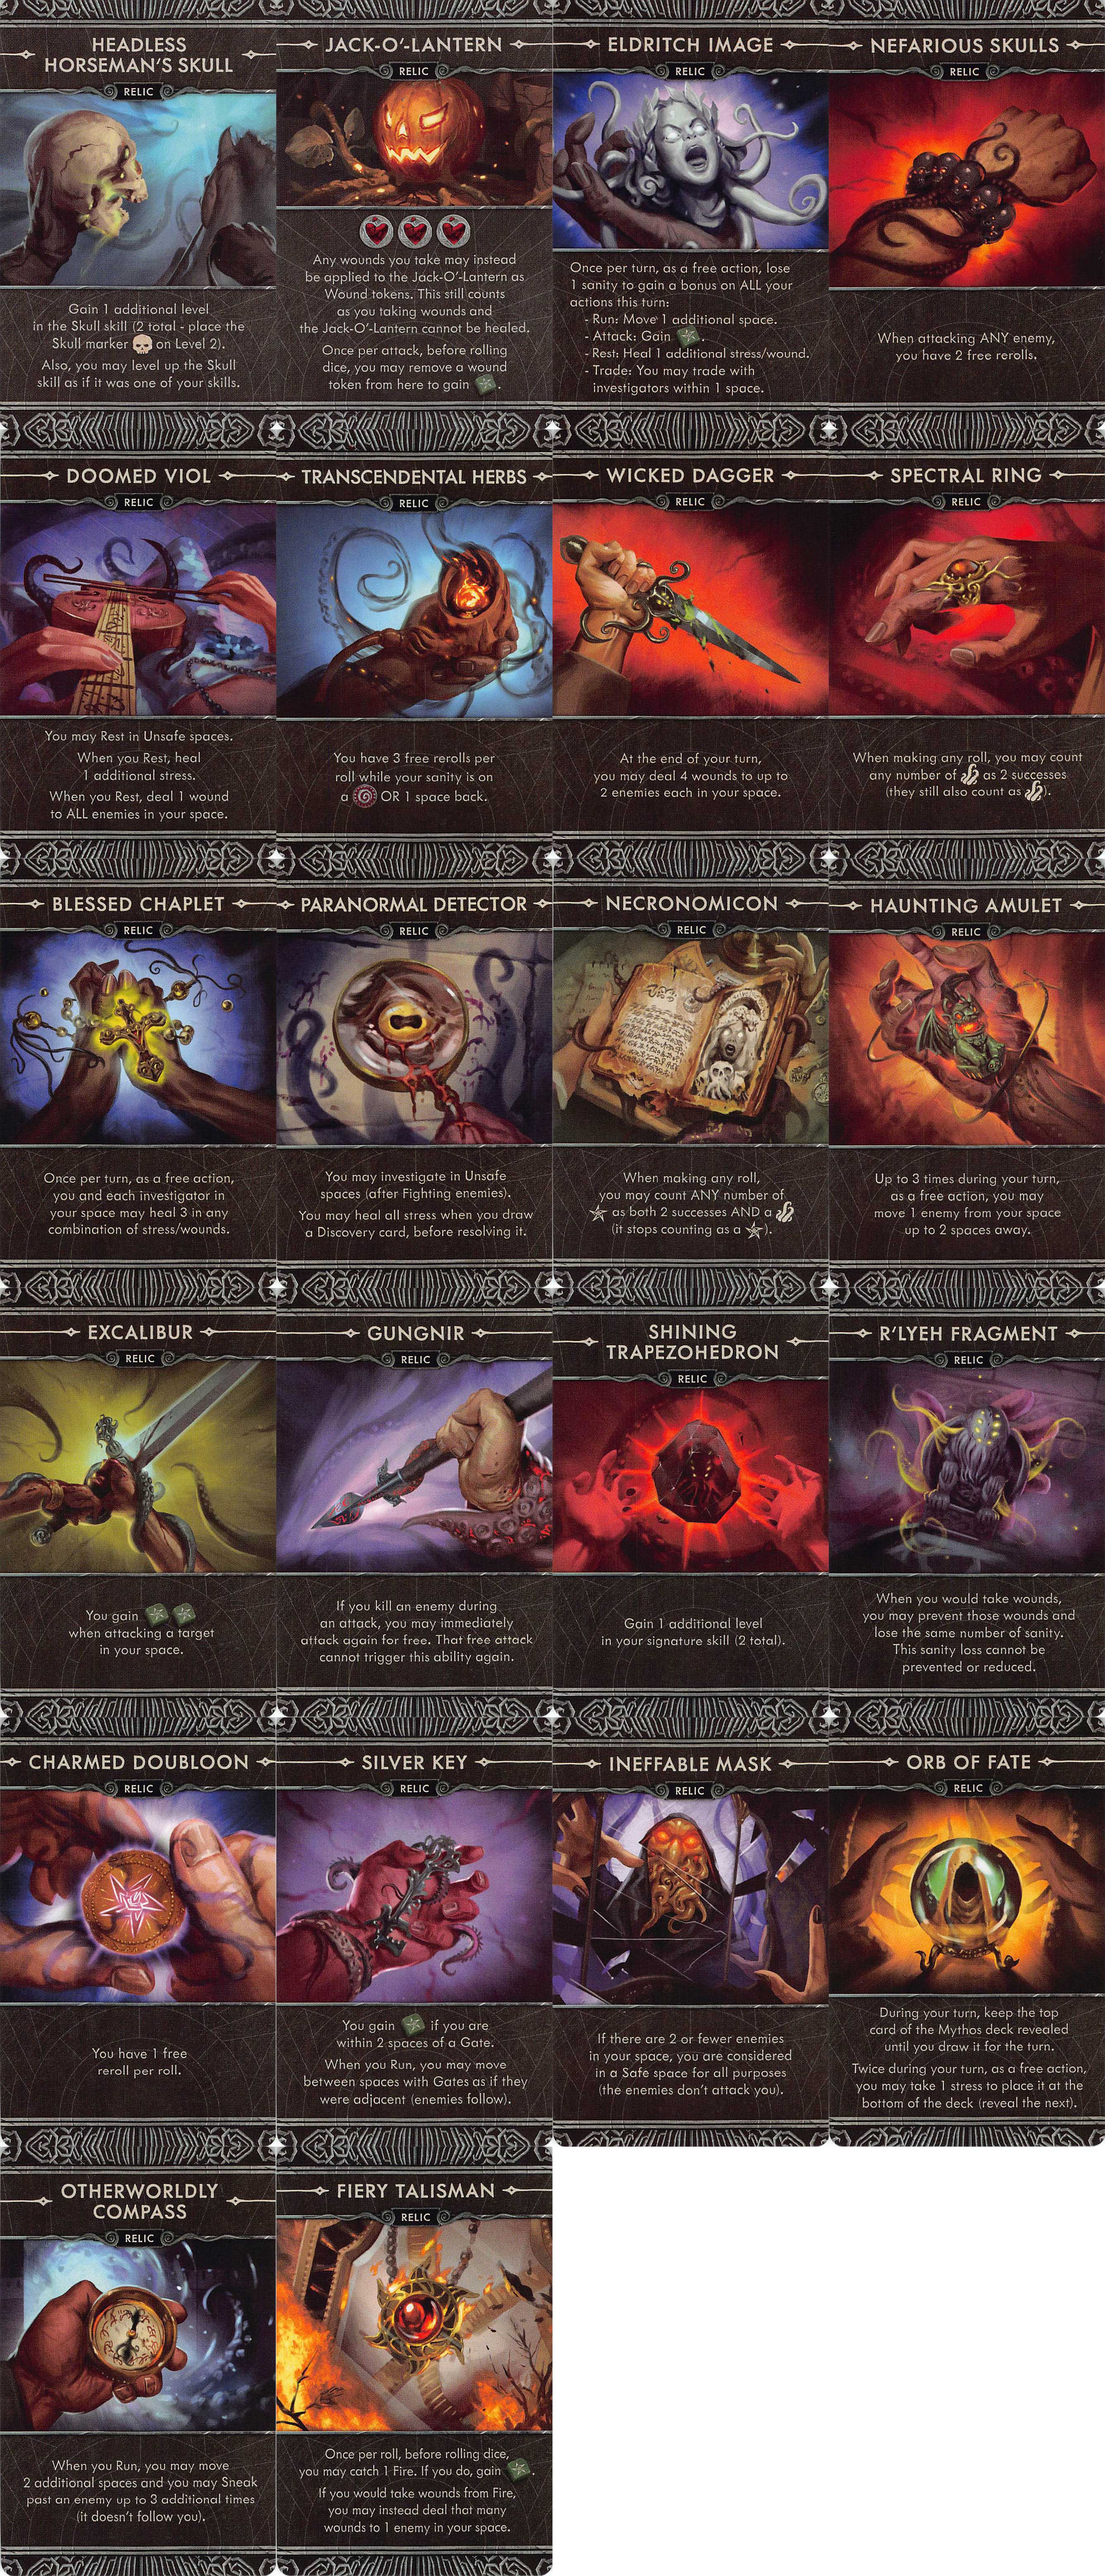 HEADLESS
HORSEMAN'S SKULL
RELIC
Gain 1 additional level
in the Skull skill (2 total - place the
Skull marker on Level 2).
Also, you may level up the Skull
skill as if it was one of your skills.
JACK-O'-LANTERN
RELIC
Any wounds you take may instead
be applied to the Jack-O'-Lantern as
Wound tokens. This still counts
as you taking wounds and
the Jack-O'-Lantern cannot be healed.
Once per attack, before rolling
dice, you may remove a wound
token from here to gain .
ELDRITCH IMAGE
RELIC
Once per turn, as a free action, lose
1 sanity to gain a bonus on ALL your
actions this turn:
- Run: Move 1 additional space.
- Attack: Gain .
- Rest: Heal 1 additional stress/wound.
- Trade: You may trade with
investigators within 1 space.
NEFARIOUS SKULLS
RELIC
When attacking ANY enemy,
you have 2 free rerolls.
DOOMED VIOL
RELIC
You may Rest in Unsafe spaces.
When you Rest, heal
1 additional stress.
When you Rest, deal 1 wound
to ALL enemies in your space.
TRANSCENDENTAL HERBS
RELIC
You have 3 free rerolls per
roll while your sanity is on
a OR 1 space back.
WICKED DAGGER
RELIC
At the end of your turn,
you may deal 4 wounds to up to
2 enemies each in your space.
SPECTRAL RING
RELIC
When making any roll, you may count
any number of as 2 successes
(they still also count as ).
BLESSED CHAPLET
RELIC
Once per turn, as a free action,
you and each investigator in
your space may heal 3 in any
combination of stress/wounds.
PARANORMAL DETECTOR
RELIC
You may investigate in Unsafe
spaces (after Fighting enemies).
You may heal all stress when you draw
a Discovery card, before resolving it.
NECRONOMICON
RELIC
When making any roll,
you may count ANY number of
as both 2 successes AND a
(it stops counting as a ).
HAUNTING AMULET
RELIC
Up to 3 times during your turn,
as a free action, you may
move 1 enemy from your space
up to 2 spaces away.
EXCALIBUR
RELIC
You gain
when attacking a target
in your space.
GUNGNIR
RELIC
If you kill an enemy during
an attack, you may immediately
attack again for free. That free attack
cannot trigger this ability again.
SHINING
TRAPEZOHEDRON
RELIC
Gain 1 additional level
in your signature skill (2 total).
R'LYEH FRAGMENT
RELIC
When you would take wounds,
you may prevent those wounds and
lose the same number of sanity.
This sanity loss cannot be
prevented or reduced.
CHARMED DOUBLOON
RELIC
You have 1 free
reroll per roll.
SILVER KEY
RELIC
You gain if you are
within 2 spaces of a Gate.
When you Run, you may move
between spaces with Gates as if they
were adjacent (enemies follow).
INEFFABLE MASK
RELIC
If there are 2 or fewer enemies
in your space, you are considered
in a Safe space for all purposes
(the enemies don't attack you).
ORB OF FATE
RELIC
During your turn, keep the top
card of the Mythos deck revealed
until you draw it for the turn.
Twice during your turn, as a free action,
you may take 1 stress to place it at the
bottom of the deck (reveal the next).
OTHERWORLDLY
COMPASS
RELIC
When you Run, you may move
2 additional spaces and you may Sneak
past an enemy up to 3 additional times
(it doesn't follow you).
FIERY TALISMAN
RELIC
Once per roll, before rolling dice,
you may catch 1 Fire. If you do, gain .
If you would take wounds from Fire,
you may instead deal that many
wounds to 1 enemy in your space.